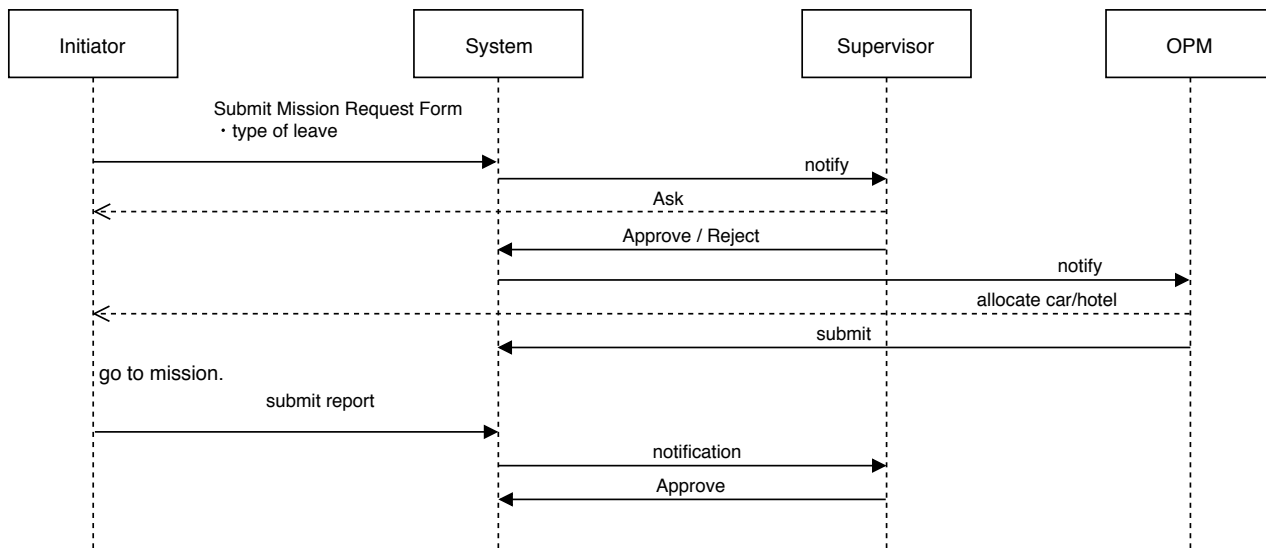 Initiator
System
Supervisor
OPM
Submit Mission Request Form
・type of leave
notify
Ask
Approve / Reject
notify
allocate car/hotel
submit
go to mission.
submit report
notification
Approve